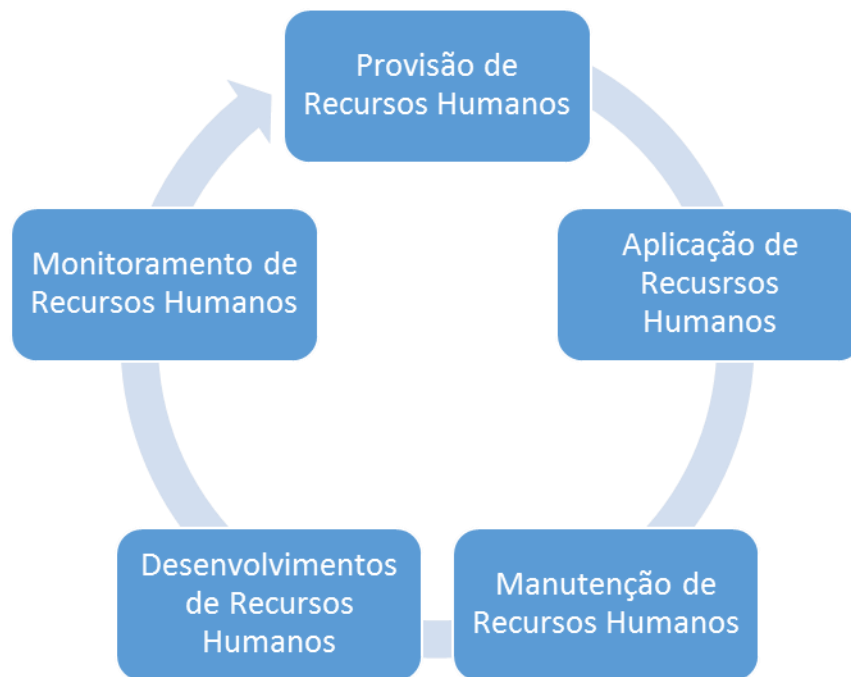 Provisão de
Recursos Humanos
Aplicação de
Recusrsos
Humanos
Manutenção de
Recursos Humanos
Desenvolvimentos
de Recursos
Humanos
Monitoramento de
Recursos Humanos